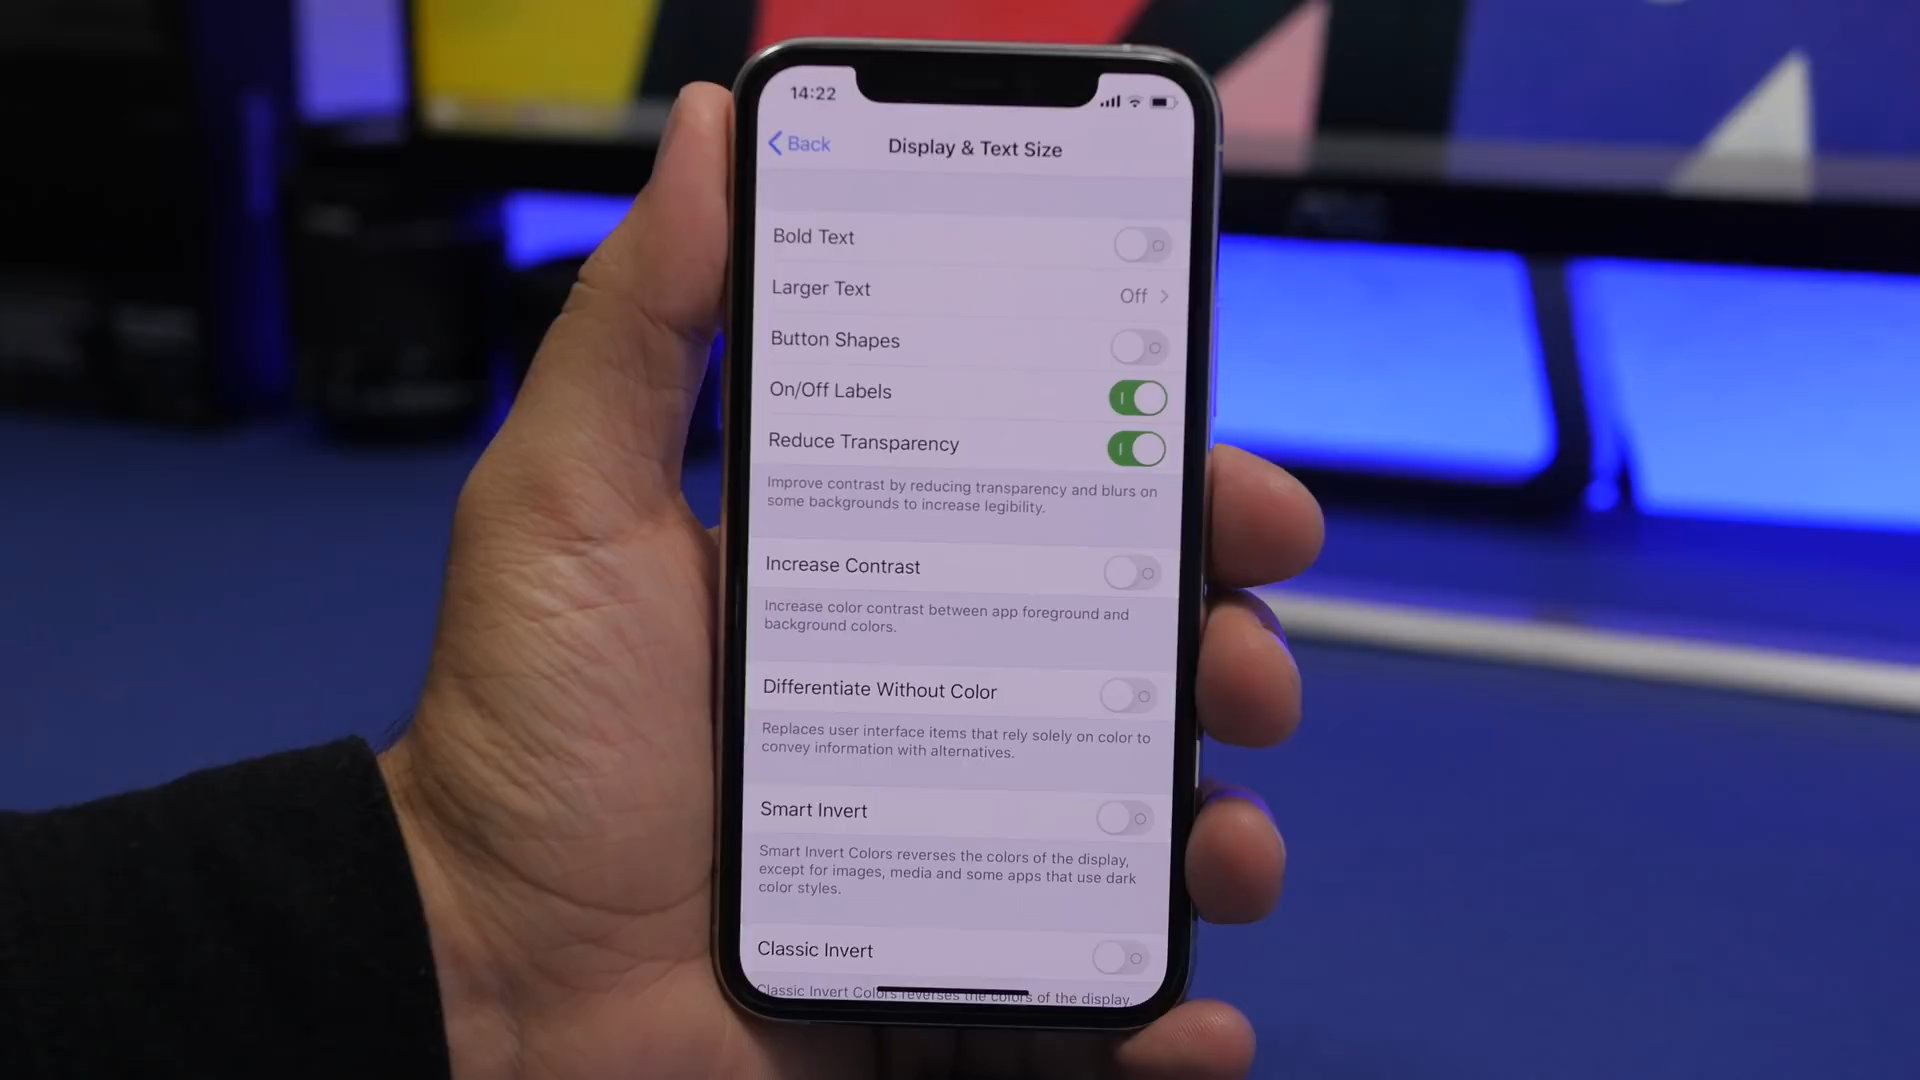 14:22
Back
Display & Text Size
Bold Text
Larger Text
Off
Button Shapes
On/Off Labels
Reduce Transparency
Improve contrast by reducing transparency and blurs on
some backgrounds to increase legibility.
Increase Contrast
Increase color contrast between app foreground and
background colors.
Differentiate Without Color
Replaces user interface items that rely solely on color to
convey information with alternatives.
Smart Invert
Smart Invert Colors reverses the colors of the display,
except for images, media and some apps that use dark
color styles.
Classic Invert
Classic Invert Colors reverses the colors of the display.